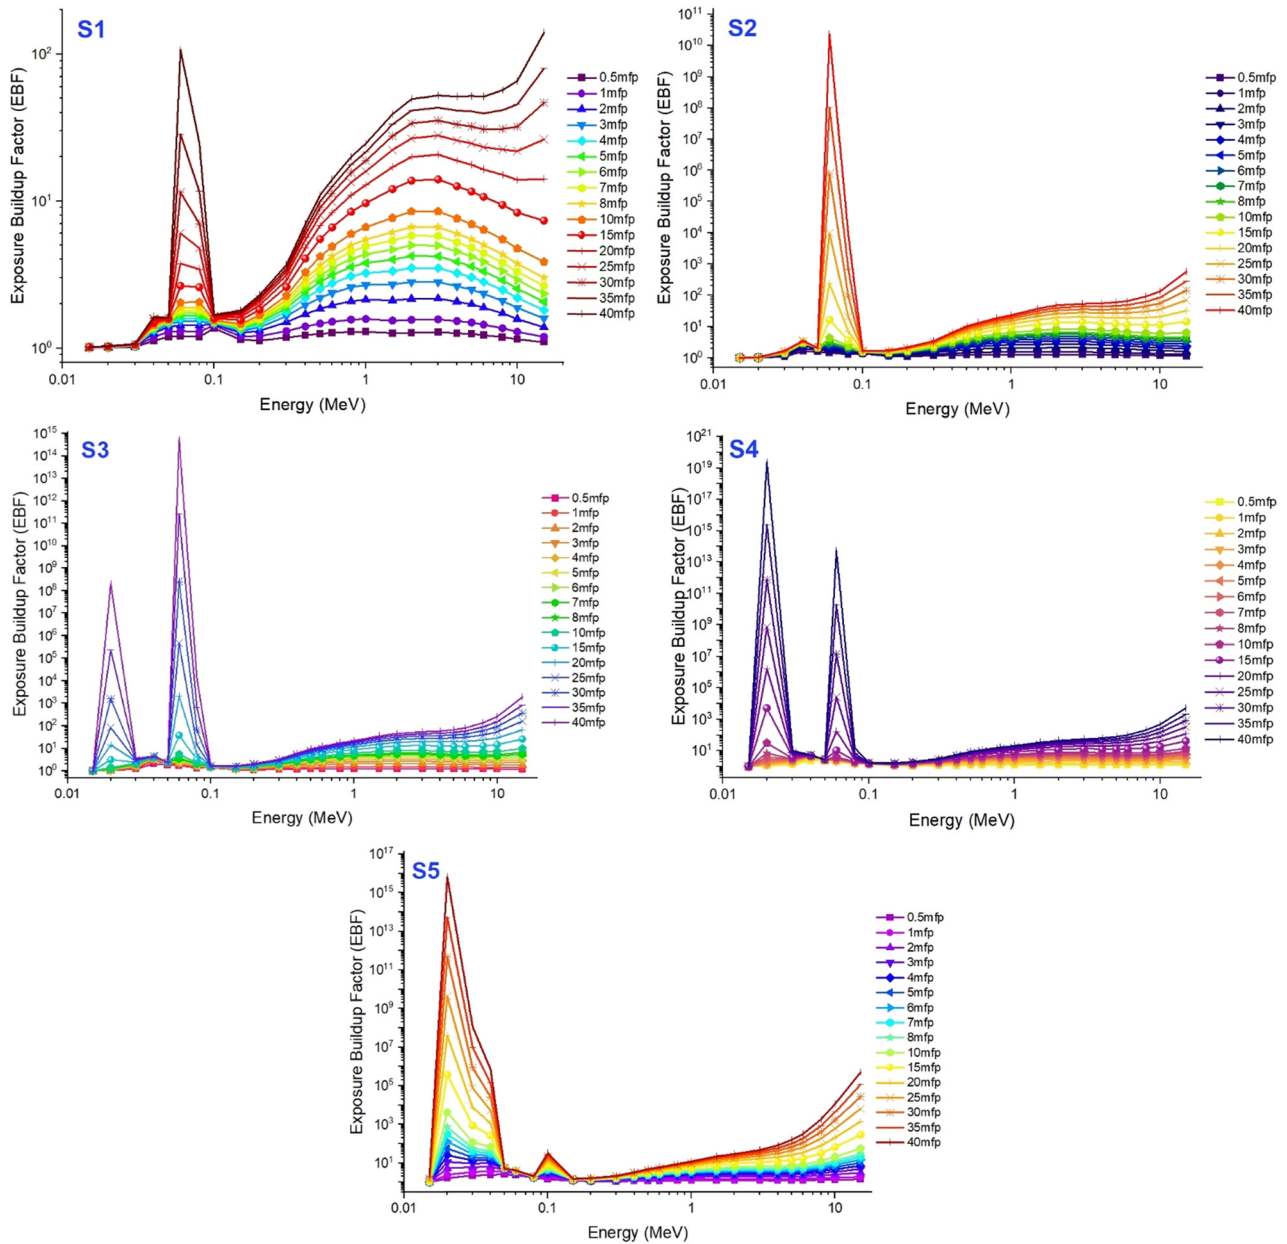 S1
Exposure Buildup Factor (EBF)
10²
10¹
10⁰
0.01
0.1
1
10
Energy (MeV)
0.5mfp
1mfp
2mfp
3mfp
4mfp
5mfp
6mfp
7mfp
8mfp
10mfp
15mfp
20mfp
25mfp
30mfp
35mfp
40mfp
S2
Exposure Buildup Factor (EBF)
10¹¹
10¹⁰
10⁹
10⁸
10⁷
10⁶
10⁵
10⁴
10³
10²
10¹
10⁰
0.01
0.1
1
10
Energy (MeV)
0.5mfp
1mfp
2mfp
3mfp
4mfp
5mfp
6mfp
7mfp
8mfp
10mfp
15mfp
20mfp
25mfp
30mfp
35mfp
40mfp
S3
Exposure Buildup Factor (EBF)
10¹⁵
10¹⁴
10¹³
10¹²
10¹¹
10¹⁰
10⁹
10⁸
10⁷
10⁶
10⁵
10⁴
10³
10²
10¹
10⁰
0.01
0.1
1
10
Energy (MeV)
0.5mfp
1mfp
2mfp
3mfp
4mfp
5mfp
6mfp
7mfp
8mfp
10mfp
15mfp
20mfp
25mfp
30mfp
35mfp
40mfp
S4
Exposure Buildup Factor (EBF)
10²¹
10¹⁹
10¹⁷
10¹⁵
10¹³
10¹¹
10⁹
10⁷
10⁵
10³
10¹
0.01
0.1
1
10
Energy (MeV)
0.5mfp
1mfp
2mfp
3mfp
4mfp
5mfp
6mfp
7mfp
8mfp
10mfp
15mfp
20mfp
25mfp
30mfp
35mfp
40mfp
S5
Exposure Buildup Factor (EBF)
10¹⁷
10¹⁵
10¹³
10¹¹
10⁹
10⁷
10⁵
10³
10¹
0.01
0.1
1
10
Energy (MeV)
0.5mfp
1mfp
2mfp
3mfp
4mfp
5mfp
6mfp
7mfp
8mfp
10mfp
15mfp
20mfp
25mfp
30mfp
35mfp
40mfp